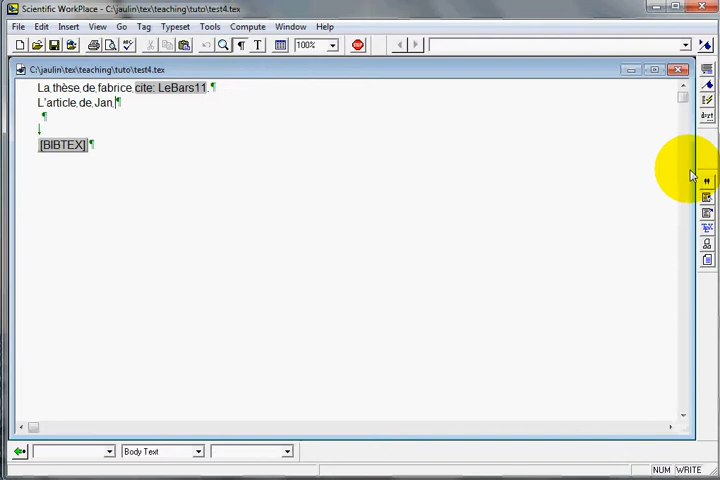 Scientific WorkPlace - C:\jaulin\tex\teaching\tuto\test4.tex
File Edit Insert View Go Tag Typeset Tools Compute Window Help
100%
C:\jaulin\tex\teaching\tuto\test4.tex
La thèse de fabrice cite: LeBars11.¶
L'article de Jan, ¶
¶
[BIBTEX] ¶
Body Text
NUM WRITE